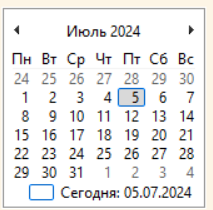 Июль 2024
Пн Вт Ср Чт Пт Сб Вс
24 25 26 27 28 29 30
1 2 3 4 5 6 7
8 9 10 11 12 13 14
15 16 17 18 19 20 21
22 23 24 25 26 27 28
29 30 31 1 2 3 4
Сегодня: 05.07.2024